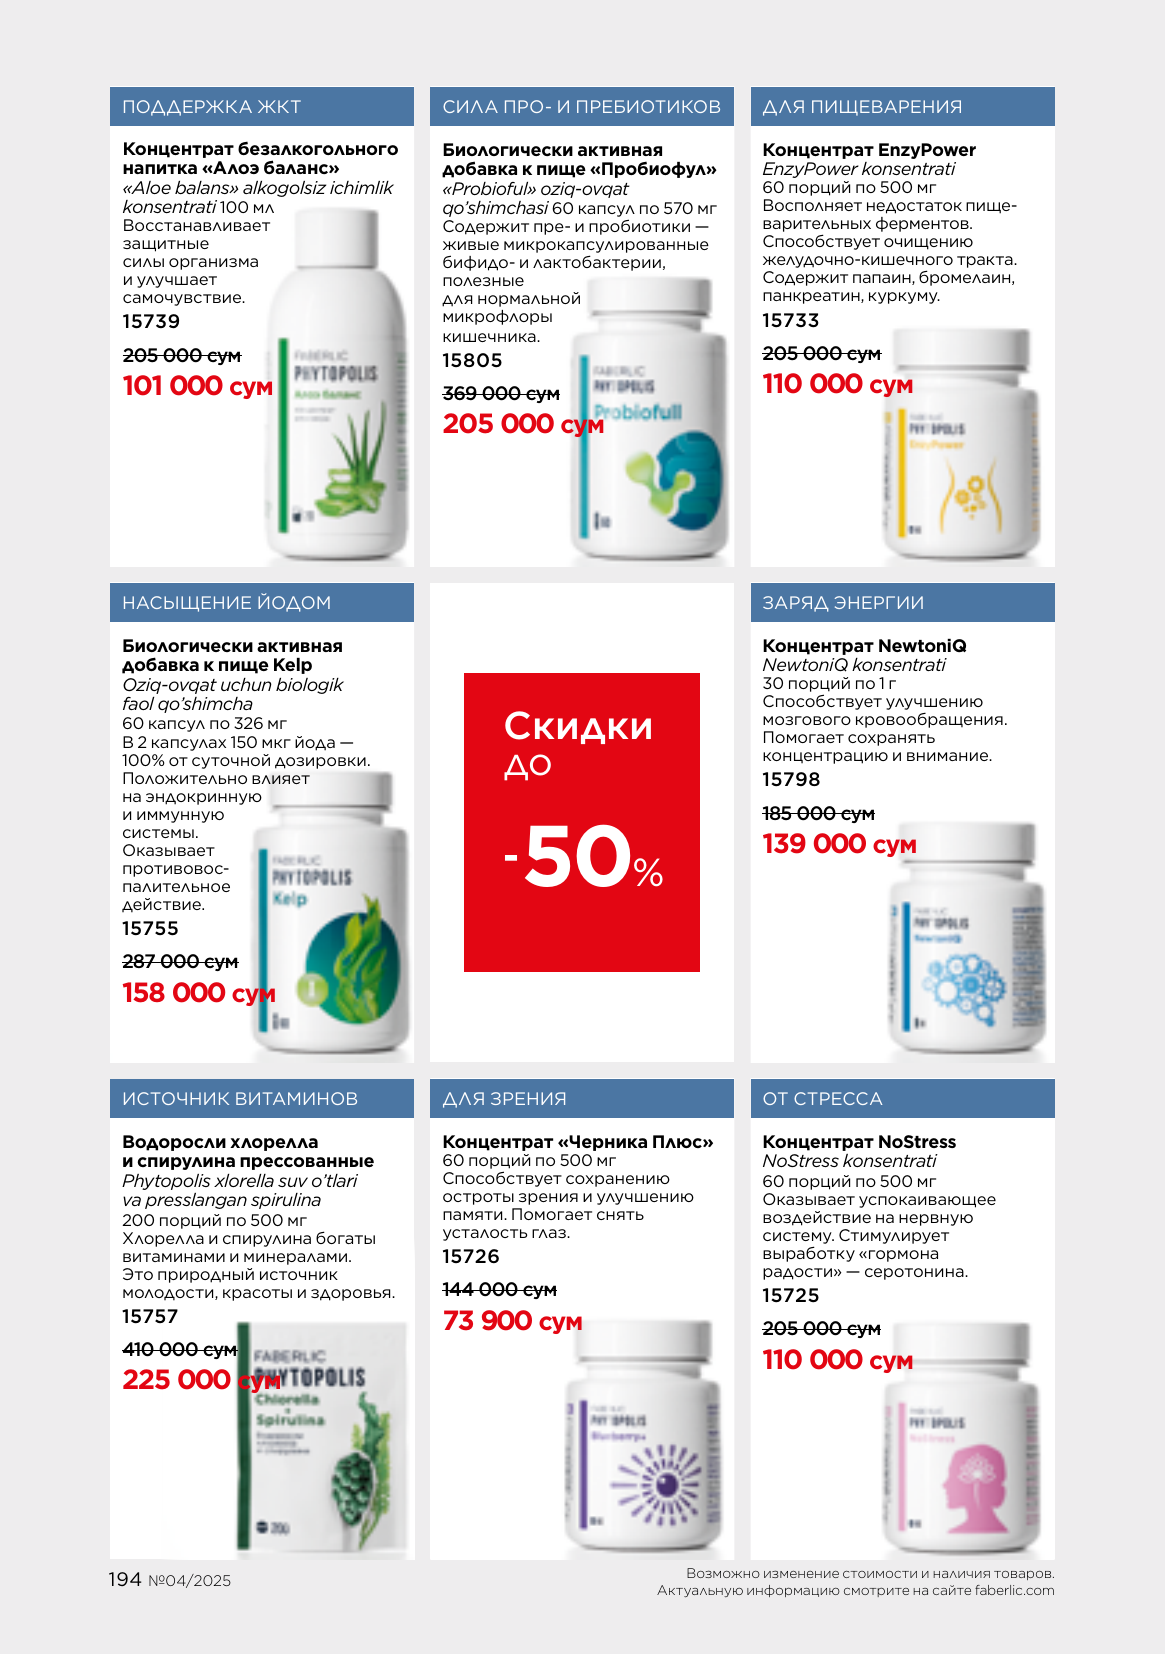 ПОДДЕРЖКА ЖКТ
Концентрат безалкогольного
напитка «Алоэ баланс»
«Aloe balans» alkogolsiz ichimlik
konsentrati 100 мл
Восстанавливает
защитные
силы организма
и улучшает
самочувствие.
15739
205 000 сум
101 000 сум
FABERLIC
PHYTOPOLIS
Алоэ баланс
СИЛА ПРО- И ПРЕБИОТИКОВ
Биологически активная
добавка к пище «Пробиофул»
«Probioful» oziq-ovqat
qo’shimchasi 60 капсул по 570 мг
Содержит пре- и пробиотики —
живые микрокапсулированные
бифидо- и лактобактерии,
полезные
для нормальной
микрофлоры
кишечника.
15805
369 000 сум
205 000 сум
FABERLIC
PHYTOPOLIS
Probiofull
ДЛЯ ПИЩЕВАРЕНИЯ
Концентрат EnzyPower
EnzyPower konsentrati
60 порций по 500 мг
Восполняет недостаток пище-
варительных ферментов.
Способствует очищению
желудочно-кишечного тракта.
Содержит папаин, бромелаин,
панкреатин, куркуму.
15733
205 000 сум
110 000 сум
FABERLIC
PHYTOPOLIS
EnzyPower
НАСЫЩЕНИЕ ЙОДОМ
Биологически активная
добавка к пище Kelp
Oziq-ovqat uchun biologik
faol qo’shimcha
60 капсул по 326 мг
В 2 капсулах 150 мкг йода —
100% от суточной дозировки.
Положительно влияет
на эндокринную
и иммунную
системы.
Оказывает
противовос-
палительное
действие.
15755
287 000 сум
158 000 сум
FABERLIC
PHYTOPOLIS
Kelp
I
Скидки
до
-50%
ЗАРЯД ЭНЕРГИИ
Концентрат NewtoniQ
NewtoniQ konsentrati
30 порций по 1 г
Способствует улучшению
мозгового кровообращения.
Помогает сохранять
концентрацию и внимание.
15798
185 000 сум
139 000 сум
FABERLIC
PHYTOPOLIS
NewtoniQ
ИСТОЧНИК ВИТАМИНОВ
Водоросли хлорелла
и спирулина прессованные
Phytopolis xlorella suv o’tlari
va presslangan spirulina
200 порций по 500 мг
Хлорелла и спирулина богаты
витаминами и минералами.
Это природный источник
молодости, красоты и здоровья.
15757
410 000 сум
225 000 сум
FABERLIC
PHYTOPOLIS
Chlorella
+
Spirulina
200
ДЛЯ ЗРЕНИЯ
Концентрат «Черника Плюс»
60 порций по 500 мг
Способствует сохранению
остроты зрения и улучшению
памяти. Помогает снять
усталость глаз.
15726
144 000 сум
73 900 сум
FABERLIC
PHYTOPOLIS
Blueberry+
ОТ СТРЕССА
Концентрат NoStress
NoStress konsentrati
60 порций по 500 мг
Оказывает успокаивающее
воздействие на нервную
систему. Стимулирует
выработку «гормона
радости» — серотонина.
15725
205 000 сум
110 000 сум
FABERLIC
PHYTOPOLIS
NoStress
194 №04/2025
Возможно изменение стоимости и наличия товаров.
Актуальную информацию смотрите на сайте faberlic.com